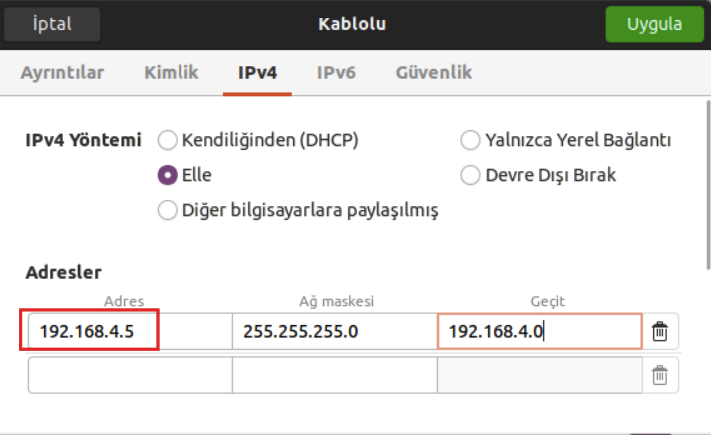 İptal Kablolu Uygula
Ayrıntılar Kimlik IPv4 IPv6 Güvenlik
IPv4 Yöntemi Kendiliğinden (DHCP) Yalnızca Yerel Bağlantı
Elle Devre Dışı Bırak
Diğer bilgisayarlara paylaşılmış
Adresler
Adres Ağ maskesi Geçit
192.168.4.5 255.255.255.0 192.168.4.0